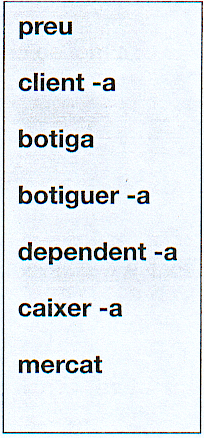 preu
client -a
botiga
botiguer -a
dependent -a
caixer -a
mercat